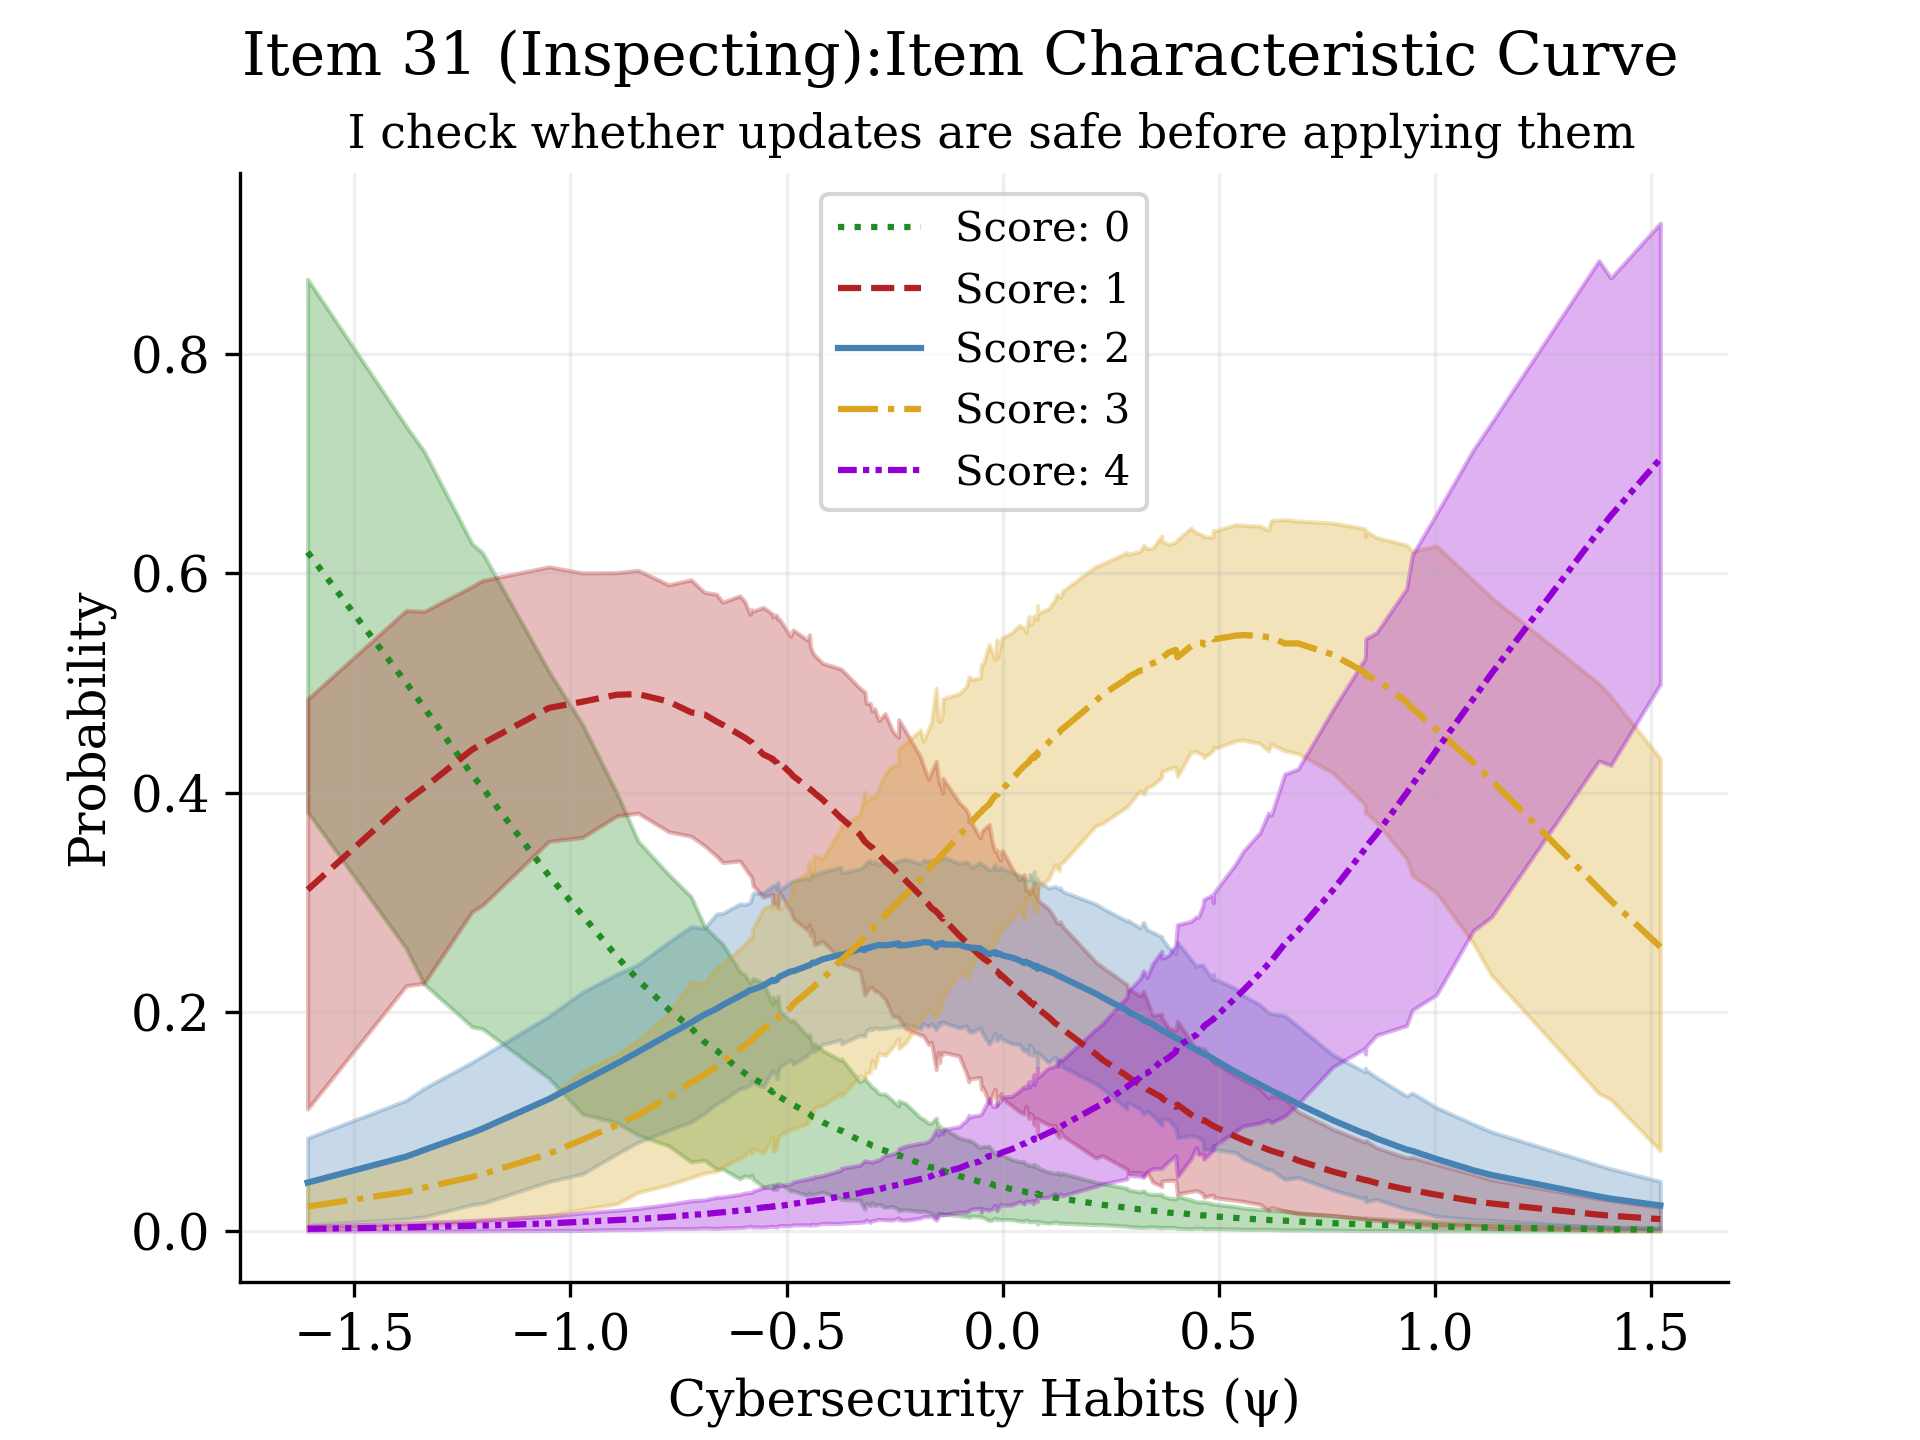 Item 31 (Inspecting):Item Characteristic Curve
I check whether updates are safe before applying them
Score: 0
Score: 1
Score: 2
Score: 3
Score: 4
Probability
0.8
0.6
0.4
0.2
0.0
−1.5
−1.0
−0.5
0.0
0.5
1.0
1.5
Cybersecurity Habits (ψ)